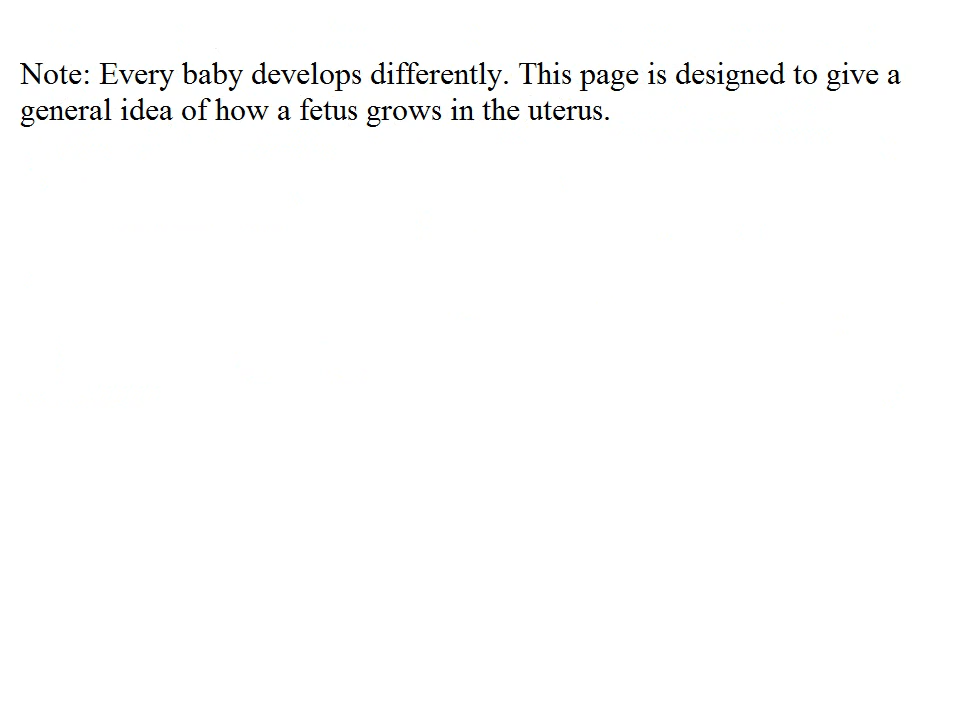 Note: Every baby develops differently. This page is designed to give a
general idea of how a fetus grows in the uterus.